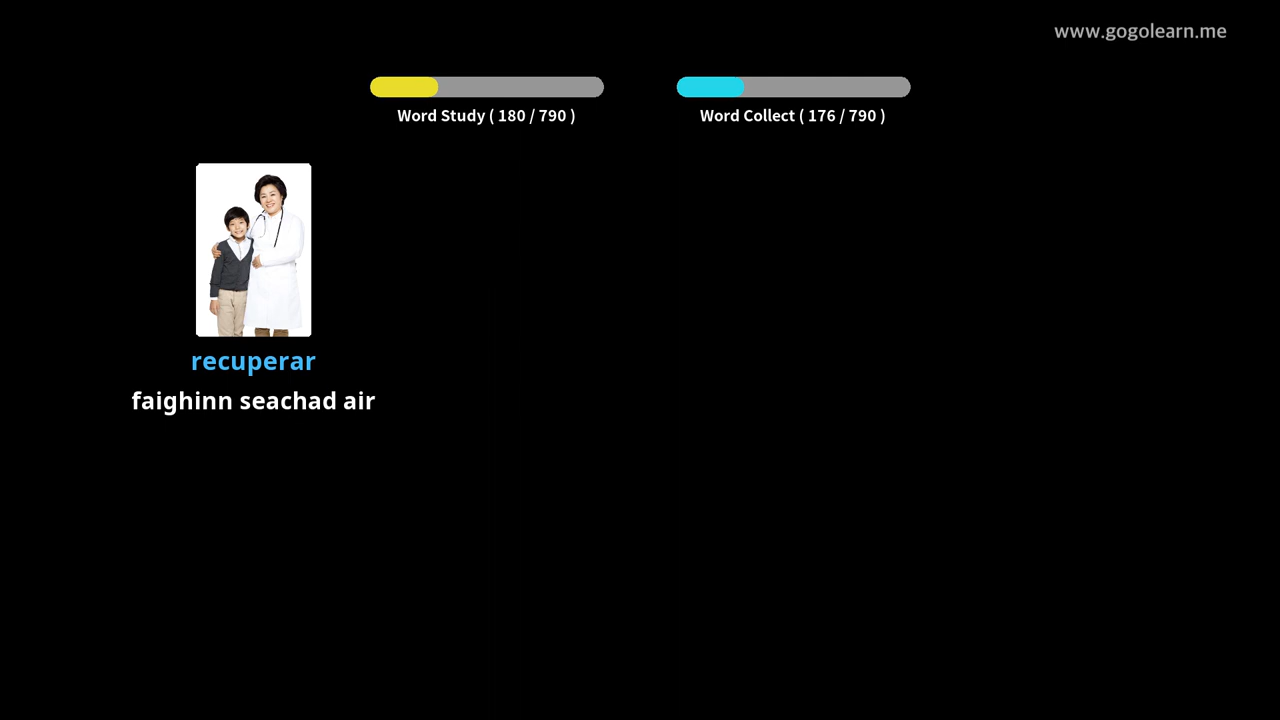 www.gogolearn.me
Word Study ( 180 / 790 )
Word Collect ( 176 / 790 )
recuperar
faighinn seachad air